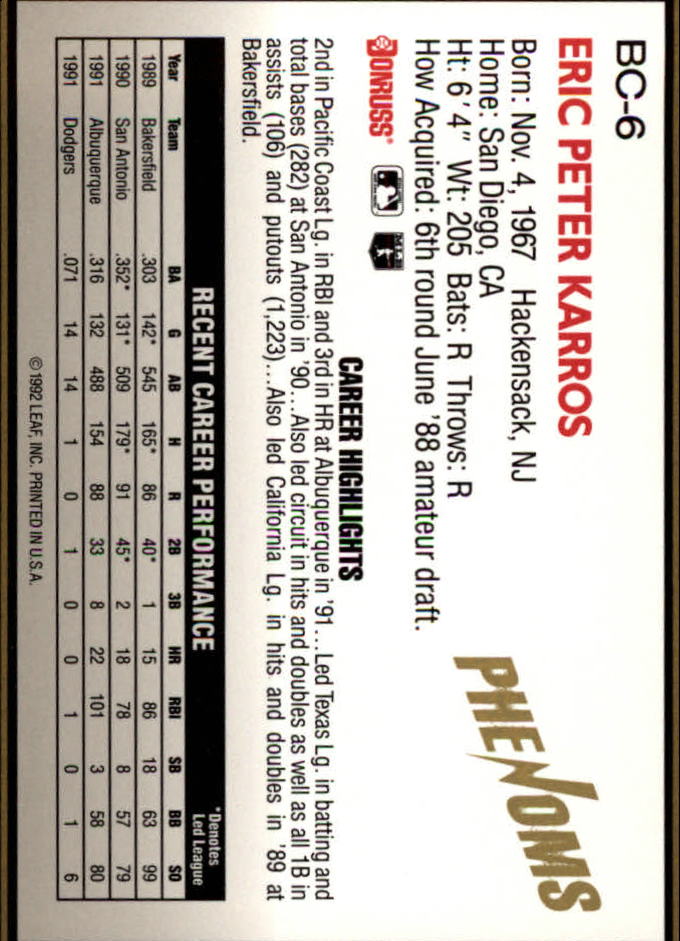 BC-6
ERIC PETER KARROS
Born: Nov. 4, 1967 Hackensack, NJ
Home: San Diego, CA
Ht: 6'4" Wt: 205 Bats: R Throws: R
How Acquired: 6th round June '88 amateur draft.
PHENOMS
DONRUSS®
CAREER HIGHLIGHTS
2nd in Pacific Coast Lg. in RBI and 3rd in HR at Albuquerque in '91...Led Texas Lg. in batting and
total bases (282) at San Antonio in '90...Also led circuit in hits and doubles as well as all 1B in
assists (106) and putouts (1,223)...Also led California Lg. in hits and doubles in '89 at
Bakersfield.
RECENT CAREER PERFORMANCE
*Denotes
Led League
Year Team BA G AB H R 2B 3B HR RBI SB BB SO
1989 Bakersfield .303 142* 545 165* 86 40* 1 15 86 18 63 99
1990 San Antonio .352* 131* 509 179* 91 45* 2 18 78 8 57 79
1991 Albuquerque .316 132 488 154 88 33 8 22 101 3 58 80
1991 Dodgers .071 14 14 1 0 1 0 0 1 0 1 6
© 1992 LEAF, INC. PRINTED IN U.S.A.